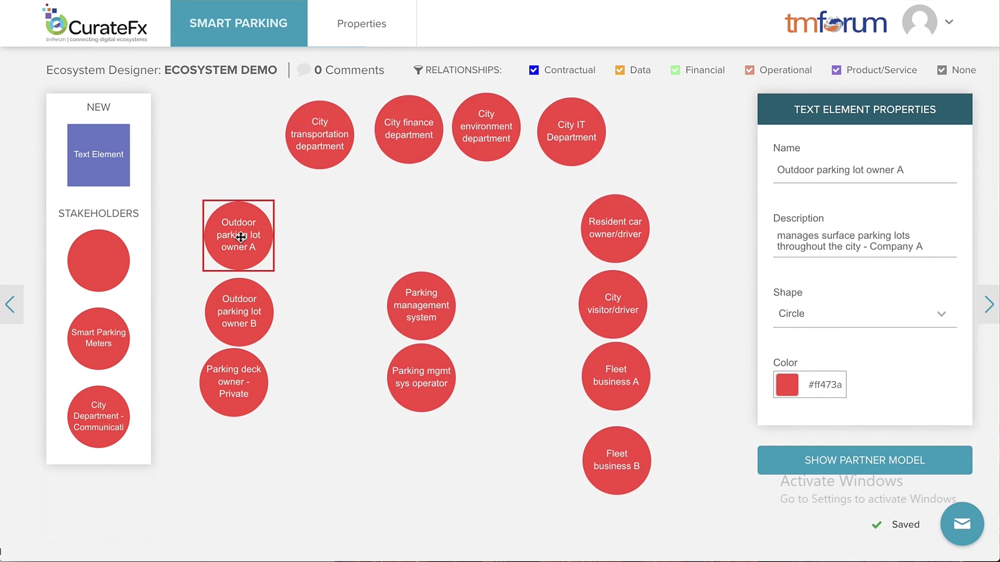 CurateFx
tmforum | connecting digital ecosystems
SMART PARKING
Properties
tmforum
Ecosystem Designer: ECOSYSTEM DEMO
0 Comments
RELATIONSHIPS:
Contractual
Data
Financial
Operational
Product/Service
None
NEW
Text Element
STAKEHOLDERS
Smart Parking
Meters
City
Department -
Communicati
City
transportation
department
City finance
department
City
environment
department
City IT
Department
Outdoor
parking lot
owner A
Outdoor
parking lot
owner B
Parking deck
owner -
Private
Parking
management
system
Parking mgmt
sys operator
Resident car
owner/driver
City
visitor/driver
Fleet
business A
Fleet
business B
TEXT ELEMENT PROPERTIES
Name
Outdoor parking lot owner A
Description
manages surface parking lots
throughout the city - Company A
Shape
Circle
Color
#ff473a
SHOW PARTNER MODEL
Activate Windows
Go to Settings to activate Windows.
Saved